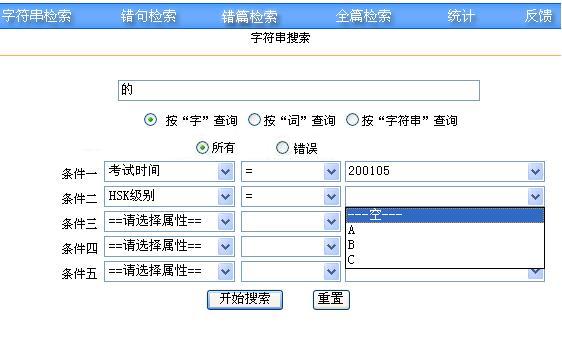 字符串检索 错句检索 错篇检索 全篇检索 统计 反馈
字符串搜索
的
按“字”查询 按“词”查询 按“字符串”查询
所有 错误
条件一 考试时间 = 200105
条件二 HSK级别 =
条件三 ==请选择属性==
---空---
A
条件四 ==请选择属性==
B
C
条件五 ==请选择属性==
开始搜索 重置